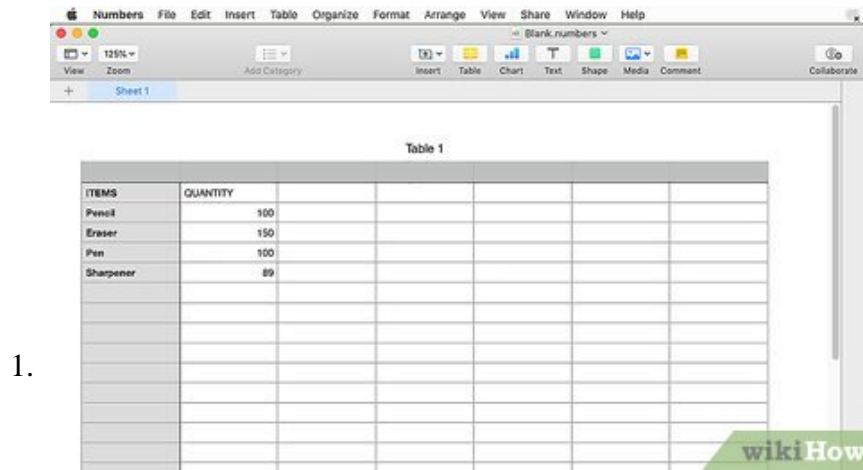 Numbers File Edit Insert Table Organize Format Arrange View Share Window Help
Blank.numbers
125%
View Zoom Add Category Insert Table Chart Text Shape Media Comment Collaborate
+ Sheet 1
Table 1
ITEMS QUANTITY
Pencil 100
Eraser 150
Pen 100
Sharpener 89
1.
wikiHow